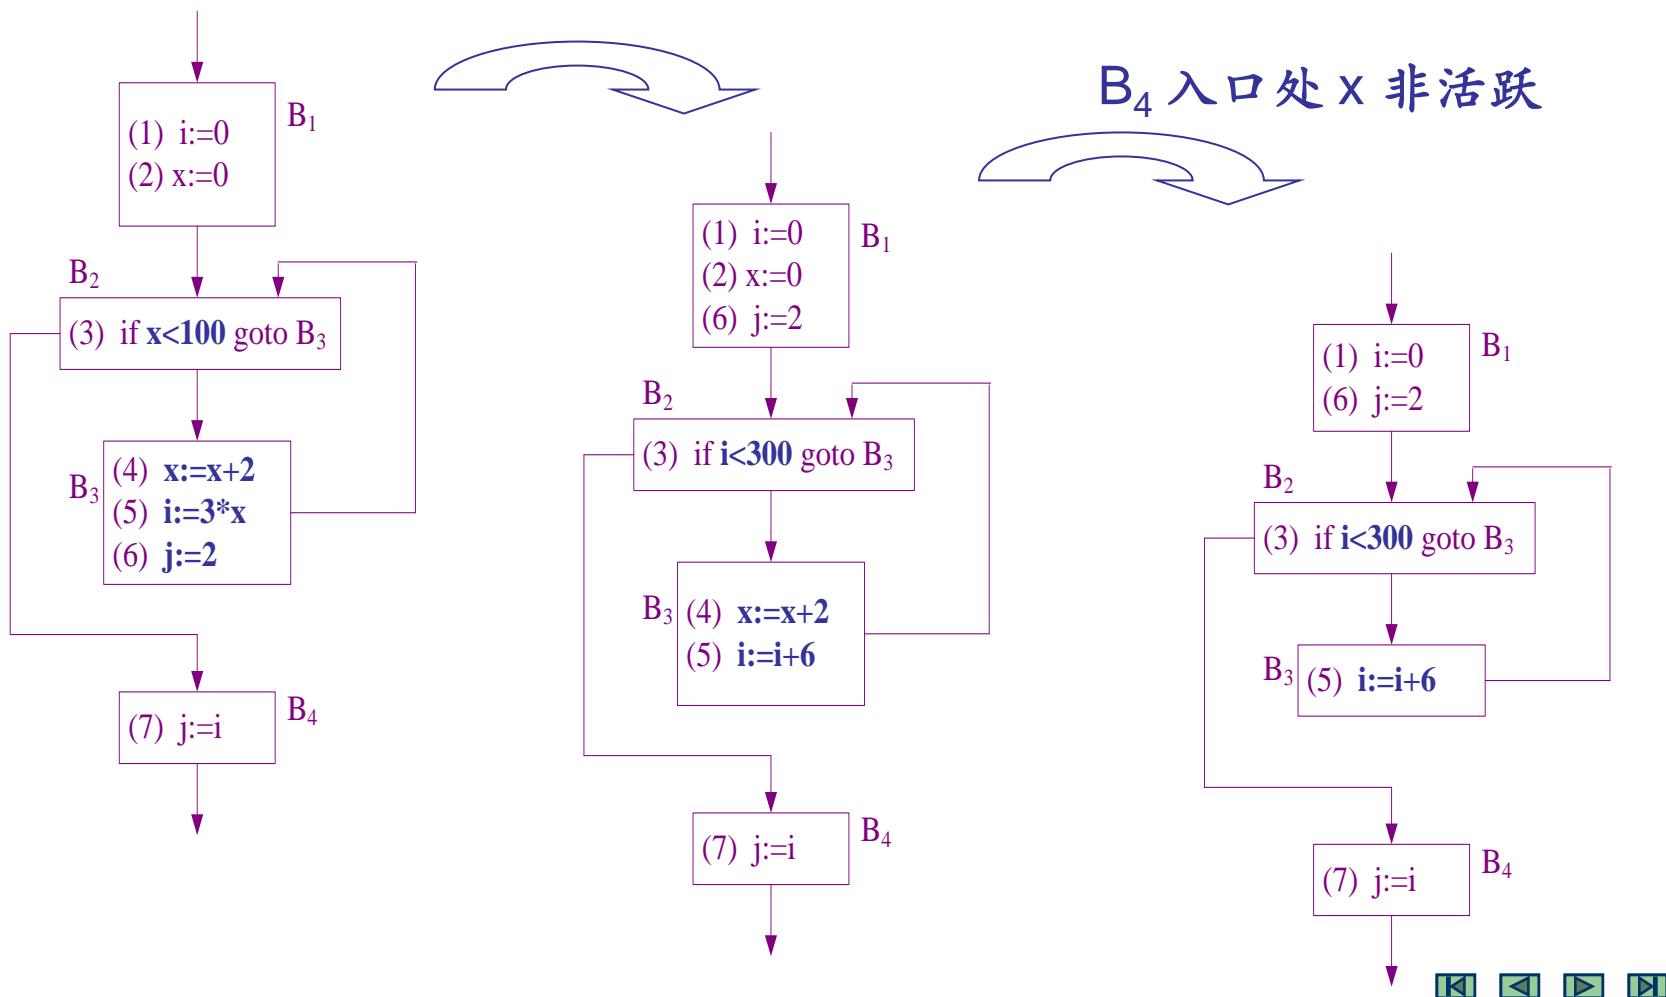 B₄ 入口处 x 非活跃
B₁
(1) i:=0
(2) x:=0
B₂
(3) if x<100 goto B₃
B₃
(4) x:=x+2
(5) i:=3*x
(6) j:=2
B₄
(7) j:=i
B₁
(1) i:=0
(2) x:=0
(6) j:=2
B₂
(3) if i<300 goto B₃
B₃
(4) x:=x+2
(5) i:=i+6
B₄
(7) j:=i
B₁
(1) i:=0
(6) j:=2
B₂
(3) if i<300 goto B₃
B₃
(5) i:=i+6
B₄
(7) j:=i